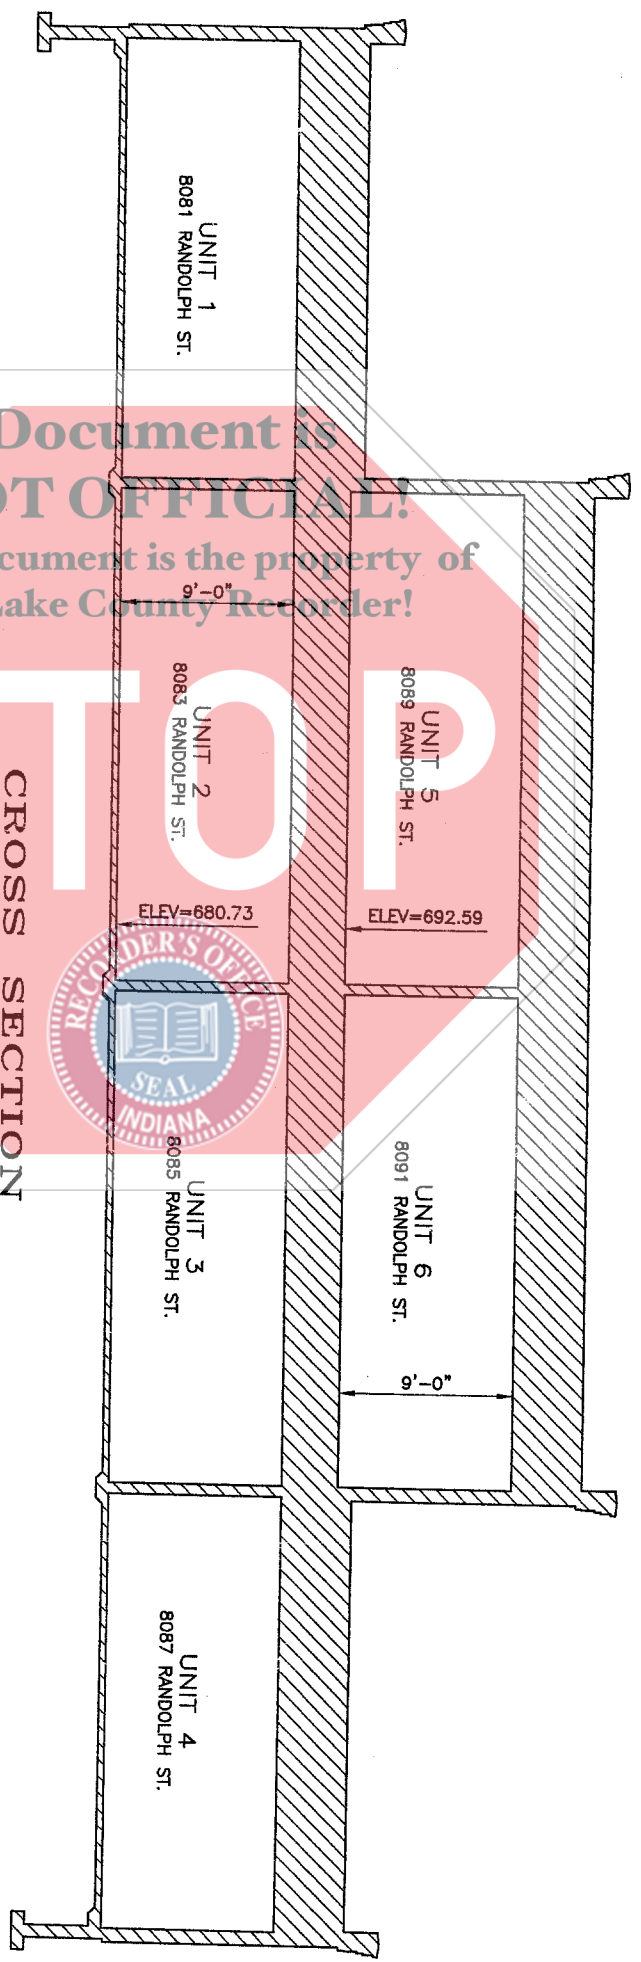 UNIT 1
8081 RANDOLPH ST.
Document is
OT OFFICIAL!
cument is the property of
Lake County Recorder!
TOP
9'-0"
UNIT 2
8083 RANDOLPH ST.
UNIT 5
8089 RANDOLPH ST.
ELEV=680.73
ELEV=692.59
RECORDER'S OFFICE
SEAL
INDIANA
UNIT 3
8085 RANDOLPH ST.
UNIT 6
8091 RANDOLPH ST.
9'-0"
UNIT 4
8087 RANDOLPH ST.
CROSS SECTION